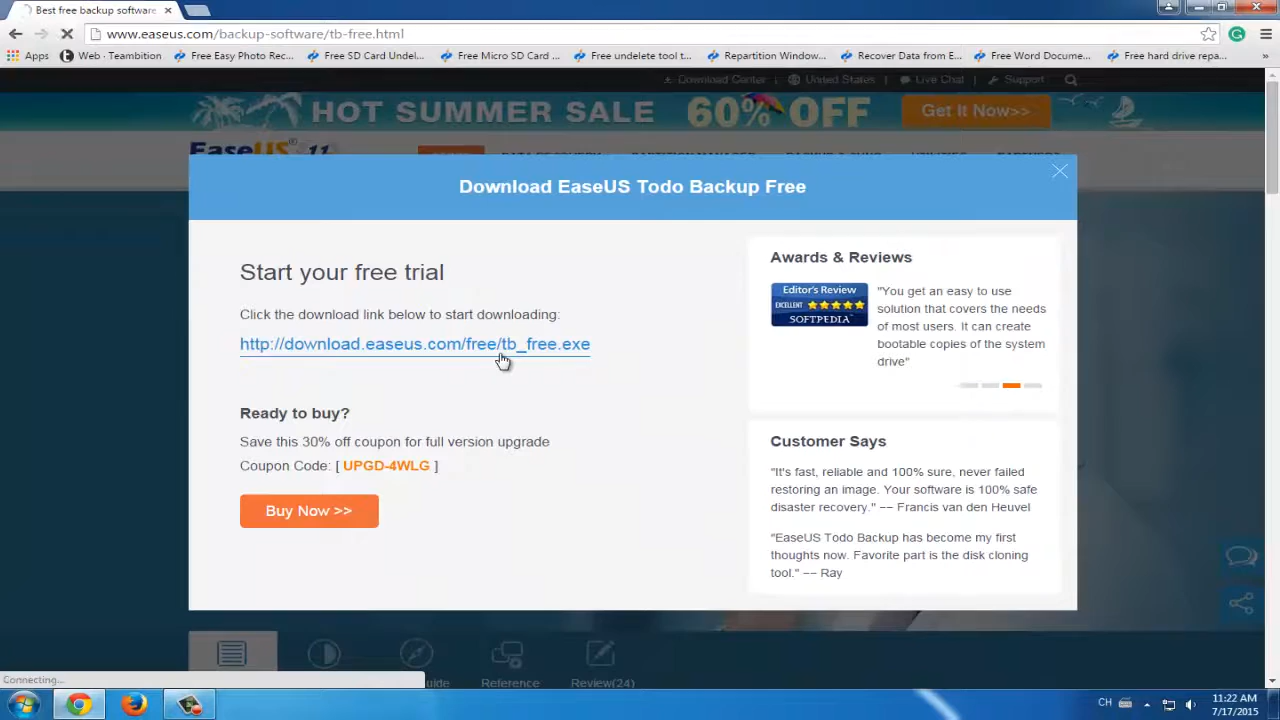 Best free backup software
www.easeus.com/backup-software/tb-free.html
Apps Web · Teambition Free Easy Photo Rec... Free SD Card Undel... Free Micro SD Card ... Free undelete tool t... Repartition Window... Recover Data from E... Free Word Docume... Free hard drive repa...
Download Center United States Live Chat Support
HOT SUMMER SALE 60% OFF Get It Now>>
EaseUS® 11
Download EaseUS Todo Backup Free
Start your free trial
Click the download link below to start downloading:
http://download.easeus.com/free/tb_free.exe
Ready to buy?
Save this 30% off coupon for full version upgrade
Coupon Code: [ UPGD-4WLG ]
Buy Now >>
Awards & Reviews
Editor's Review
EXCELLENT
SOFTPEDIA
"You get an easy to use
solution that covers the needs
of most users. It can create
bootable copies of the system
drive"
Customer Says
"It's fast, reliable and 100% sure, never failed
restoring an image. Your software is 100% safe
disaster recovery." -- Francis van den Heuvel
"EaseUS Todo Backup has become my first
thoughts now. Favorite part is the disk cloning
tool." -- Ray
Connecting...
uide Reference Review(24)
CH
11:22 AM
7/17/2015